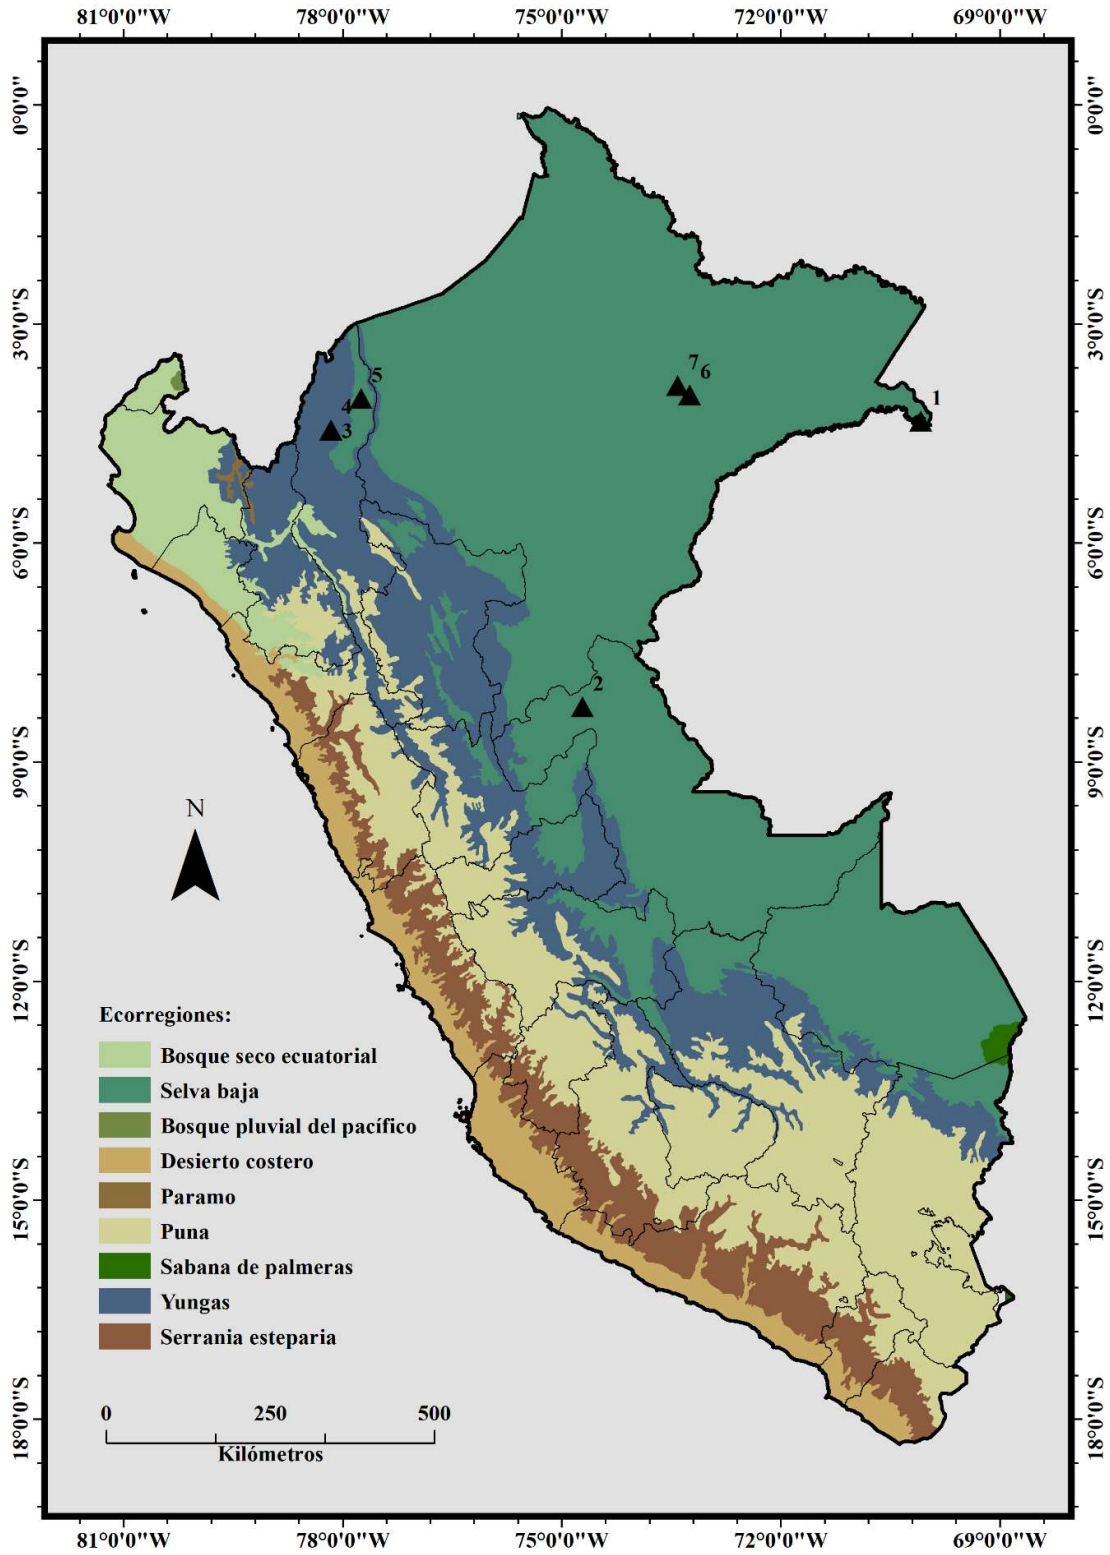 81°0'0"W 78°0'0"W 75°0'0"W 72°0'0"W 69°0'0"W
0°0'0"
0°0'0"
3°0'0"S
3°0'0"S
7
6
5
1
4
3
6°0'0"S
6°0'0"S
2
9°0'0"S
9°0'0"S
N
12°0'0"S
12°0'0"S
Ecorregiones:
Bosque seco ecuatorial
Selva baja
Bosque pluvial del pacífico
Desierto costero
Paramo
Puna
Sabana de palmeras
Yungas
Serrania esteparia
15°0'0"S
15°0'0"S
0 250 500
Kilómetros
18°0'0"S
18°0'0"S
81°0'0"W 78°0'0"W 75°0'0"W 72°0'0"W 69°0'0"W